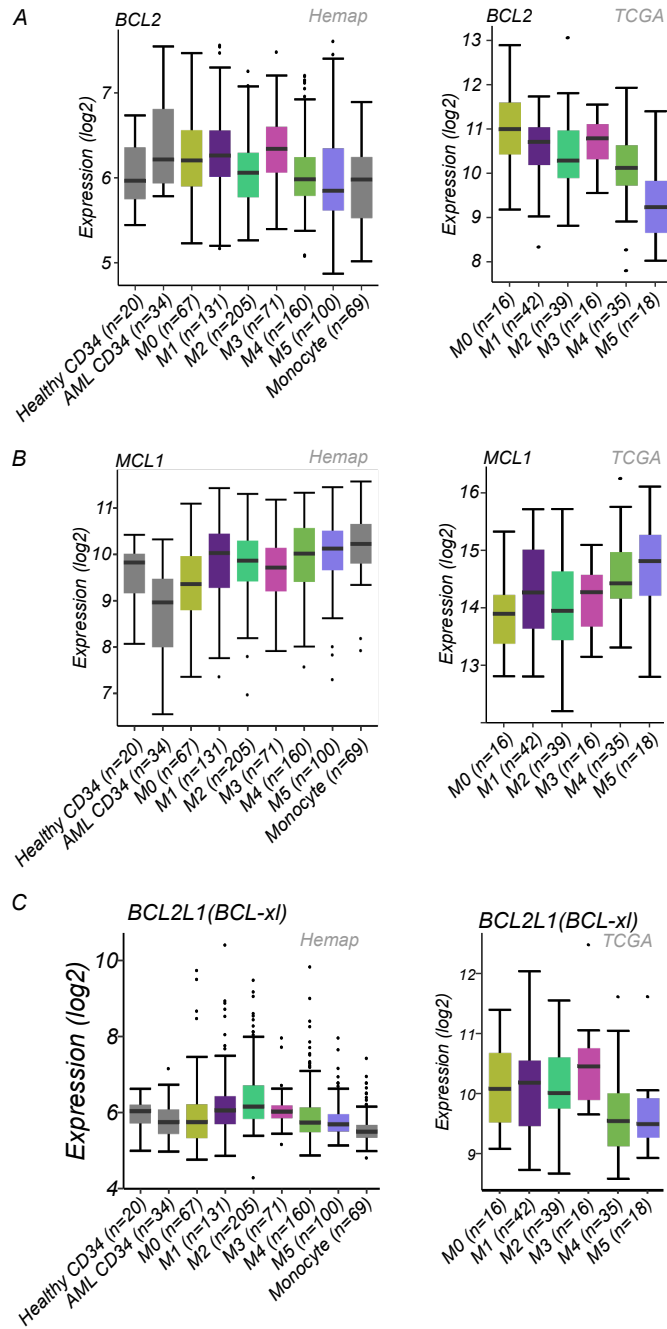 A
BCL2
Hemap
Expression (log2)
7
6
5
Healthy CD34 (n=20)
AML CD34 (n=34)
M0 (n=67)
M1 (n=131)
M2 (n=205)
M3 (n=71)
M4 (n=160)
M5 (n=100)
Monocyte (n=69)
BCL2
TCGA
Expression (log2)
13
12
11
10
9
8
M0 (n=16)
M1 (n=42)
M2 (n=39)
M3 (n=16)
M4 (n=35)
M5 (n=18)
B
MCL1
Hemap
Expression (log2)
11
10
9
7
Healthy CD34 (n=20)
AML CD34 (n=34)
M0 (n=67)
M1 (n=131)
M2 (n=205)
M3 (n=71)
M4 (n=160)
M5 (n=100)
Monocyte (n=69)
MCL1
TCGA
Expression (log2)
16
15
14
13
M0 (n=16)
M1 (n=42)
M2 (n=39)
M3 (n=16)
M4 (n=35)
M5 (n=18)
C
BCL2L1(BCL-xl)
Hemap
Expression (log2)
10
8
6
4
Healthy CD34 (n=20)
AML CD34 (n=34)
M0 (n=67)
M1 (n=131)
M2 (n=205)
M3 (n=71)
M4 (n=160)
M5 (n=100)
Monocyte (n=69)
BCL2L1(BCL-xl)
TCGA
Expression (log2)
12
11
10
9
M0 (n=16)
M1 (n=42)
M2 (n=39)
M3 (n=16)
M4 (n=35)
M5 (n=18)